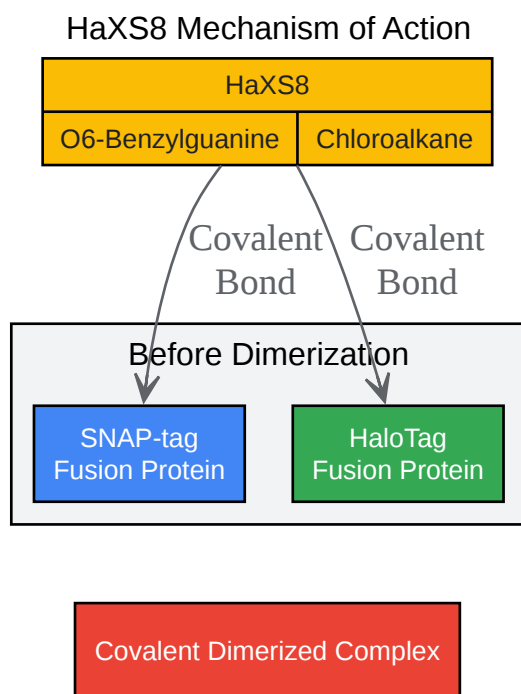 HaXS8 Mechanism of Action
HaXS8
O6-Benzylguanine
Chloroalkane
Covalent
Bond
Covalent
Bond
Before Dimerization
SNAP-tag
Fusion Protein
HaloTag
Fusion Protein
Covalent Dimerized Complex